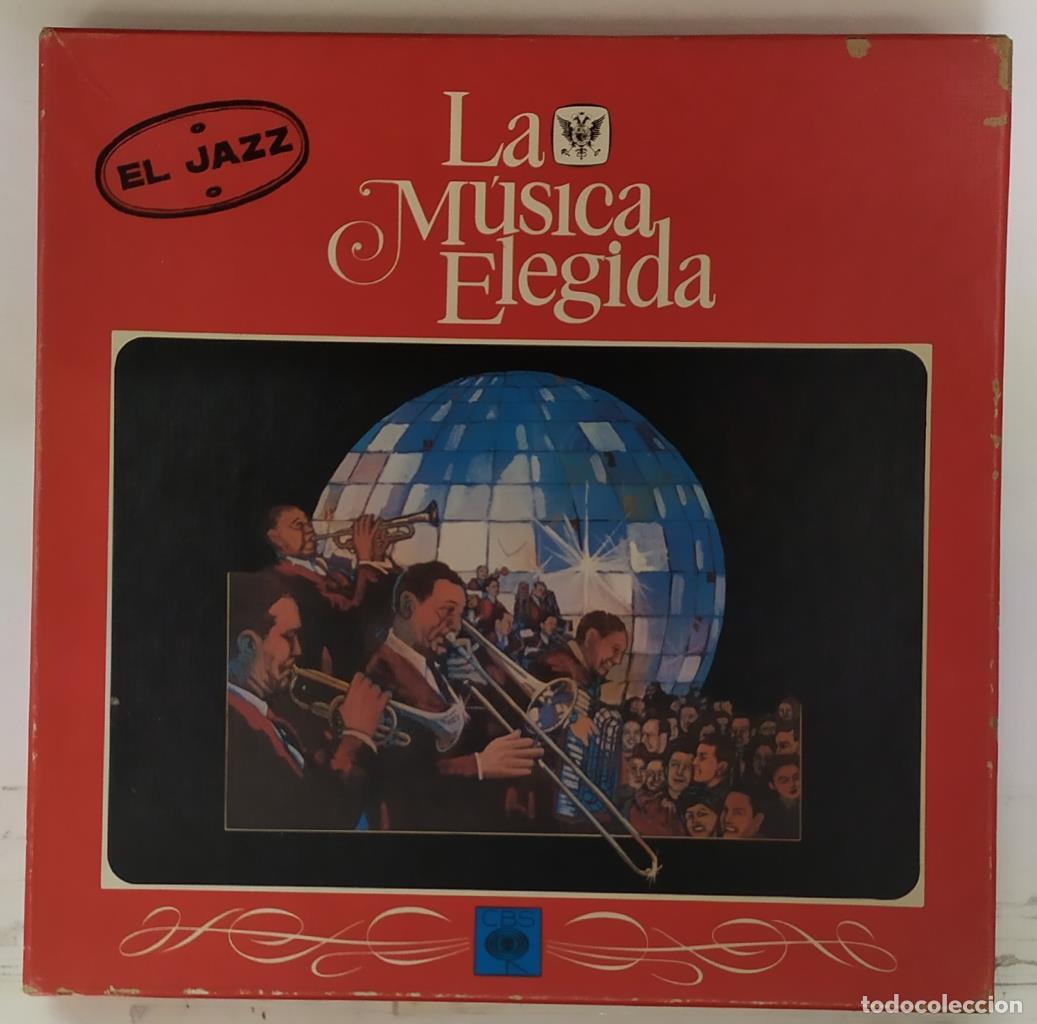 EL JAZZ
La
Música
Elegida
CBS
todocoleccion